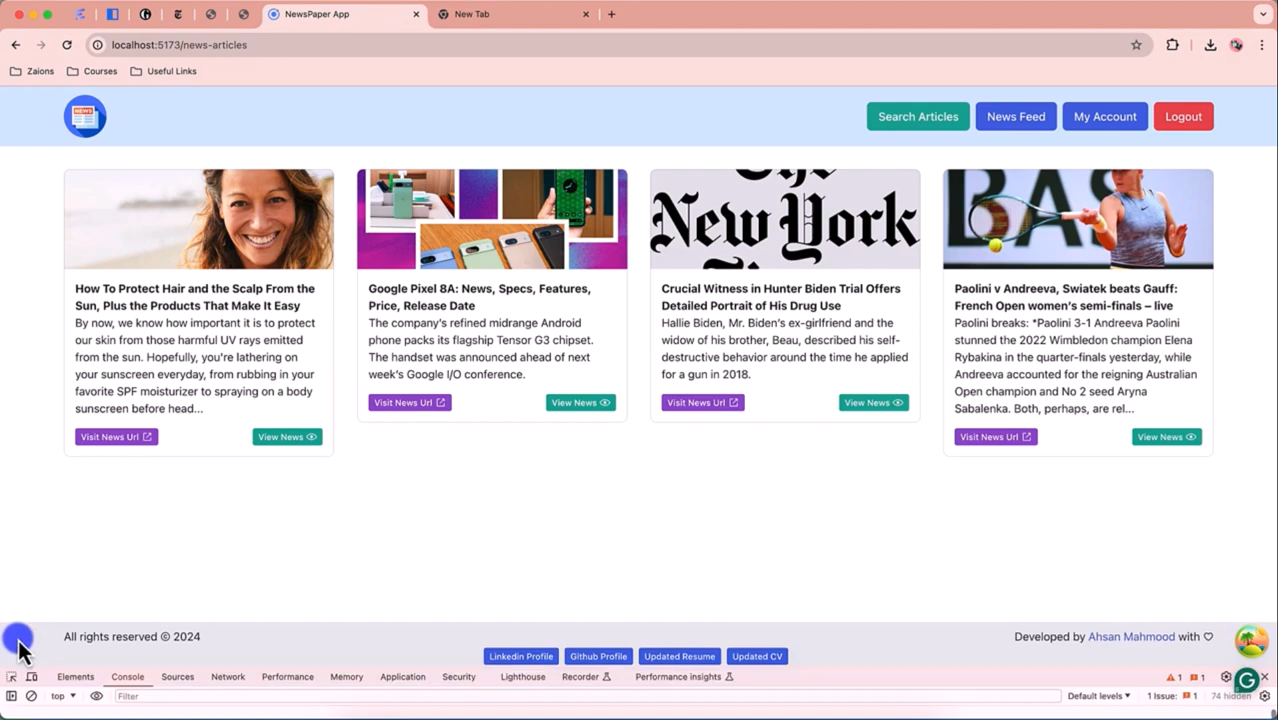 NewsPaper App
New Tab
localhost:5173/news-articles
Zaions
Courses
Useful Links
NEWS
Search Articles
News Feed
My Account
Logout
The
New York
BAS
How To Protect Hair and the Scalp From the
Sun, Plus the Products That Make It Easy
By now, we know how important it is to protect
our skin from those harmful UV rays emitted
from the sun. Hopefully, you're lathering on
your sunscreen everyday, from rubbing in your
favorite SPF moisturizer to spraying on a body
sunscreen before head...
Visit News Url
View News
Google Pixel 8A: News, Specs, Features,
Price, Release Date
The company's refined midrange Android
phone packs its flagship Tensor G3 chipset.
The handset was announced ahead of next
week's Google I/O conference.
Visit News Url
View News
Crucial Witness in Hunter Biden Trial Offers
Detailed Portrait of His Drug Use
Hallie Biden, Mr. Biden's ex-girlfriend and the
widow of his brother, Beau, described his self-
destructive behavior around the time he applied
for a gun in 2018.
Visit News Url
View News
Paolini v Andreeva, Swiatek beats Gauff:
French Open women's semi-finals – live
Paolini breaks: *Paolini 3-1 Andreeva Paolini
stunned the 2022 Wimbledon champion Elena
Rybakina in the quarter-finals yesterday, while
Andreeva accounted for the reigning Australian
Open champion and No 2 seed Aryna
Sabalenka. Both, perhaps, are rel...
Visit News Url
View News
All rights reserved © 2024
Developed by Ahsan Mahmood with ♡
Linkedin Profile
Github Profile
Updated Resume
Updated CV
Elements
Console
Sources
Network
Performance
Memory
Application
Security
Lighthouse
Recorder
Performance insights
1
1
top
Filter
Default levels
1 Issue: 1
74 hidden